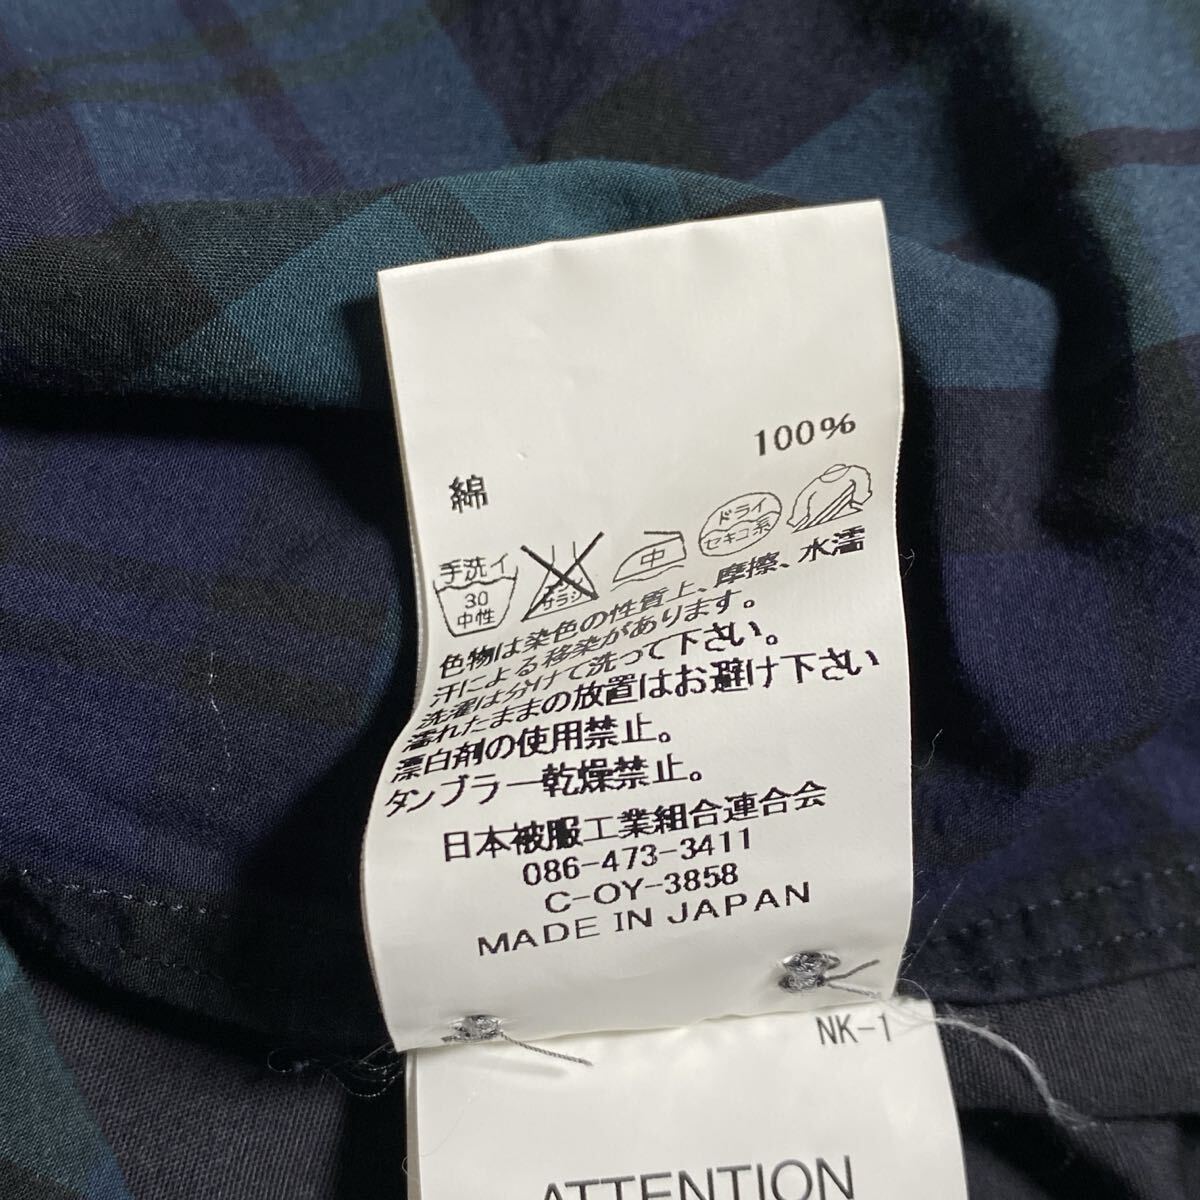 100%
綿
手洗イ
30
中性
サラシ
中
ドライ
セキユ系
色物は染色の性質上、摩擦、水濡
汗による移染があります。
洗濯は分けて洗って下さい。
濡れたままの放置はお避け下さい
漂白剤の使用禁止。
タンブラー乾燥禁止。
日本被服工業組合連合会
086-473-3411
C-OY-3858
MADE IN JAPAN
NK-1
ATTENTION